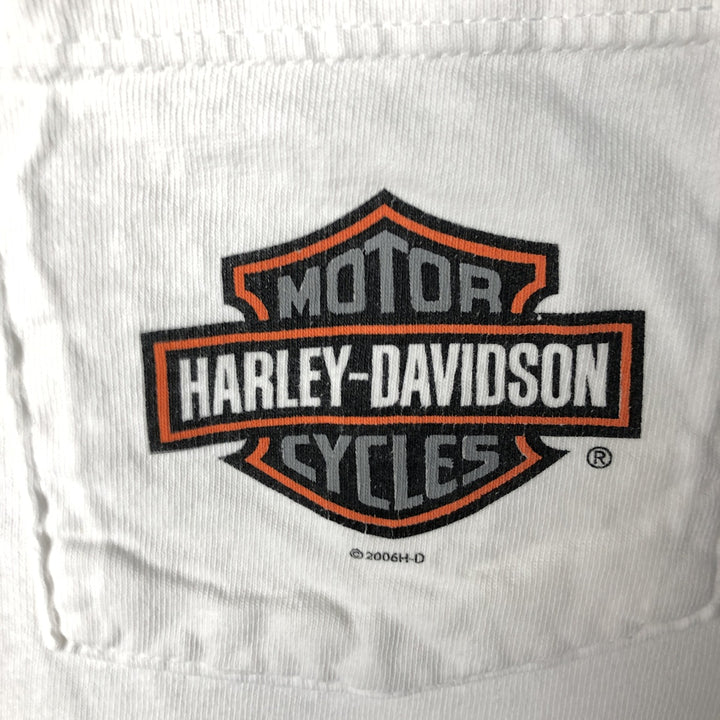 MOTOR
HARLEY-DAVIDSON
CYCLES
®
©2006H-D